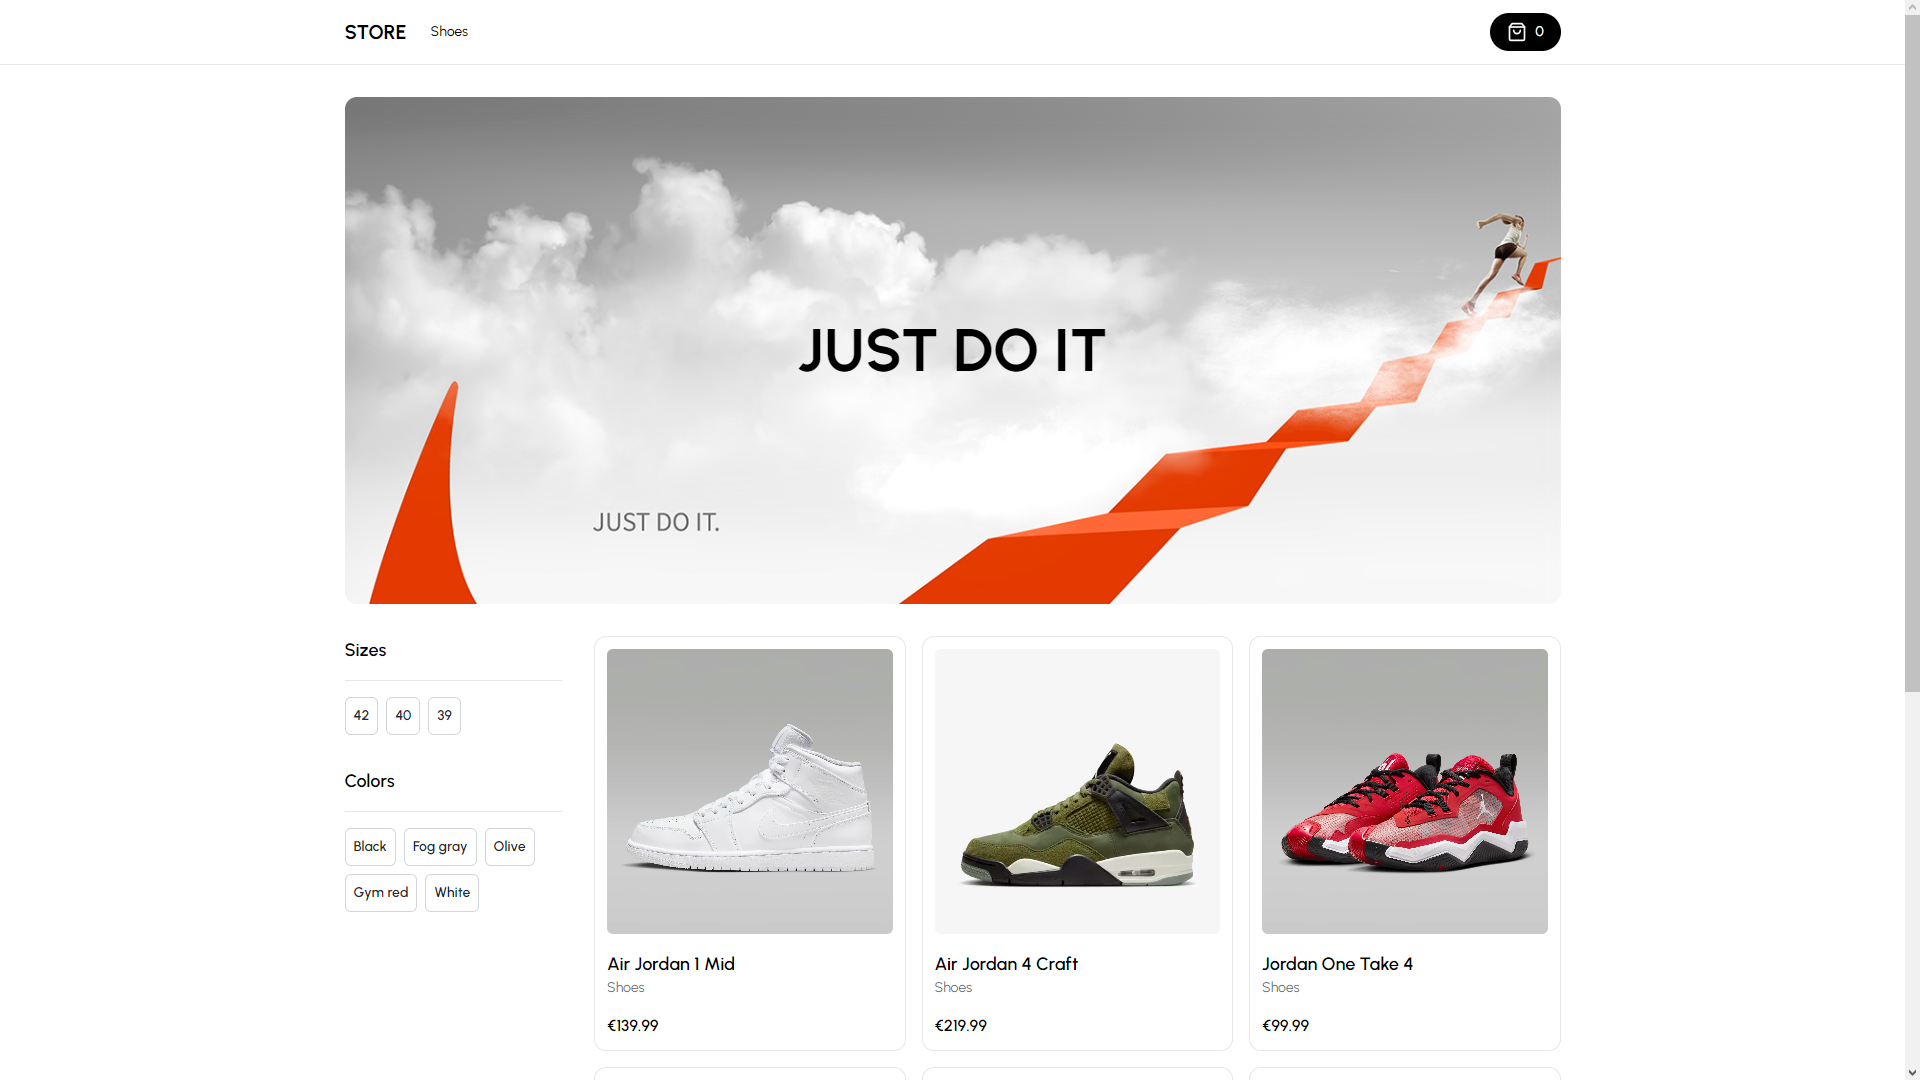 STORE
Shoes
0
JUST DO IT
JUST DO IT.
Sizes
42
40
39
Colors
Black
Fog gray
Olive
Gym red
White
Air Jordan 1 Mid
Shoes
€139.99
Air Jordan 4 Craft
Shoes
€219.99
Jordan One Take 4
Shoes
€99.99